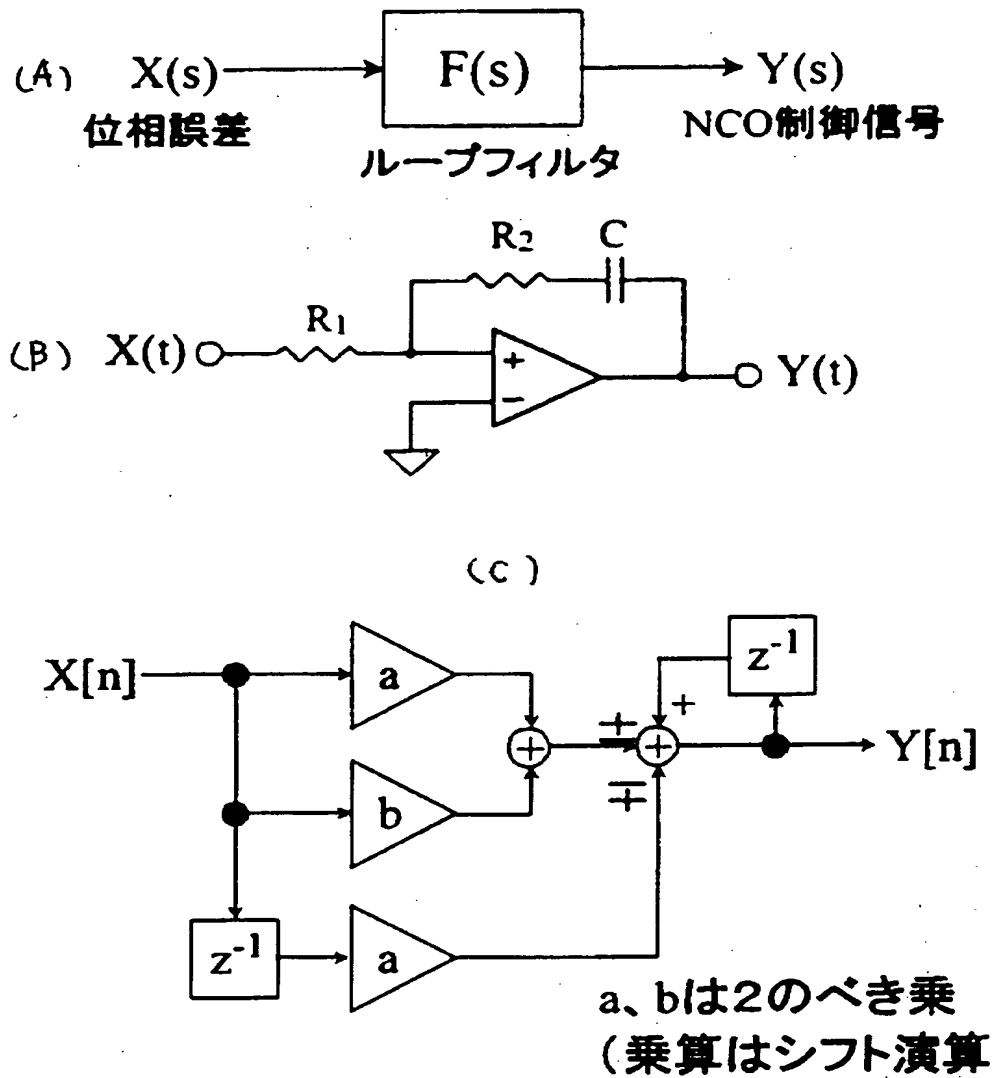 (A) X(s) F(s) Y(s)
位相誤差 NCO制御信号
ループフィルタ
R2 C
R1
(B) X(t) + Y(t)
−
(C)
X[n] a z-1
+
+ ± + Y[n]
∓
b
z-1 a
a、bは2のべき乗
(乗算はシフト演算